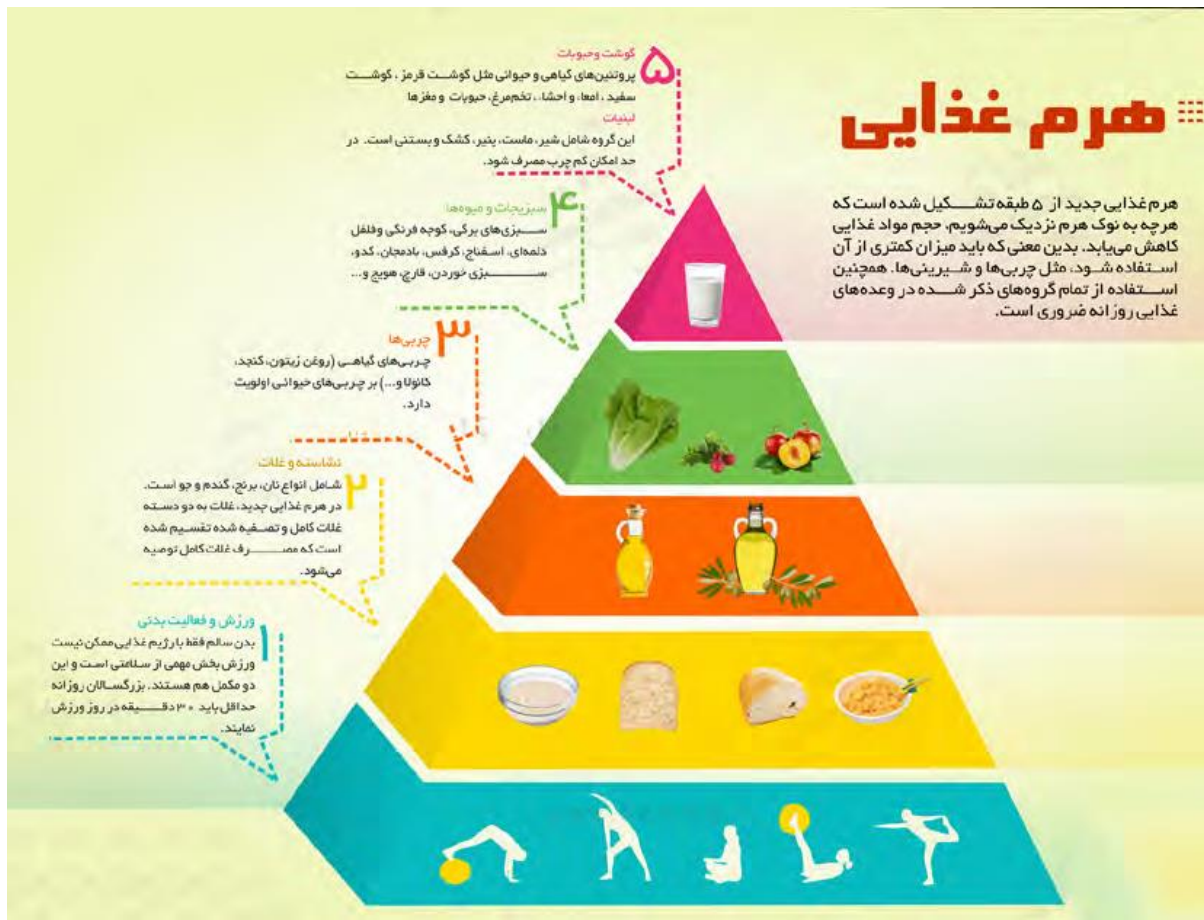 هرم غذایی
هرم غذایی جدید از ۵ طبقه تشکیل شده است که
هرچه به نوک هرم نزدیک می‌شویم، حجم مواد غذایی
کاهش می‌یابد. بدین معنی که باید میزان کمتری از آن
استفاده شود، مثل چربی‌ها و شیرینی‌ها. همچنین
استفاده از تمام گروه‌های ذکر شده در وعده‌های
غذایی روزانه ضروری است.
۵
گوشت وحبوبات
پروتئین‌های گیاهی و حیوانی مثل گوشت قرمز، گوشت
سفید، امعاء و احشاء، تخم‌مرغ، حبوبات و مغزها
لبنیات
این گروه شامل شیر، ماست، پنیر، کشک و بستنی است. در
حد امکان کم چرب مصرف شود.
۴
سبزیجات و میوه‌ها
سبزی‌های برگی، گوجه فرنگی وفلفل
دلمه‌ای، اسفناج، کرفس، بادمجان، کدو،
سبزی خوردن، قارچ، هویج و...
۳
چربی‌ها
چربی‌های گیاهی (روغن زیتون، کنجد،
کانولا و...) بر چربی‌های حیوانی اولویت
دارد.
۲
نشاسته و غلات
شامل انواع نان، برنج، گندم و جو است.
در هرم غذایی جدید، غلات به دو دسته
غلات کامل و تصفیه شده تقسیم شده
است که مصرف غلات کامل توصیه
می‌شود.
۱
ورزش و فعالیت بدنی
بدن سالم فقط با رژیم غذایی ممکن نیست
ورزش بخش مهمی از سلامتی است و این
دو مکمل هم هستند. بزرگسالان روزانه
حداقل باید ۳۰ دقیقه در روز ورزش
نمایند.